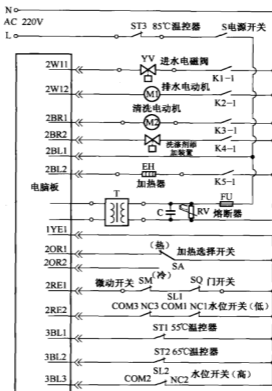 N
AC 220V
L
ST3 85℃温控器 S电源开关
YV 进水电磁阀
2W11 K1-1
排水电动机
2W12 M1 K2-1
清洗电动机
2BR1 M2 K3-1
2BR2 洗涤剂添加装置 K4-1
2BL1
2BL2 EH K5-1
加热器
电脑板 T FU
C RV 熔断器
1YE1
2OR1 (热) 加热选择开关
2OR2 (冷) SA
2RE1 微动开关 SM SQ 门开关
SL1
2RE2 COM3 NC3 COM1 NC1 水位开关(低)
3BL1 ST1 55℃温控器
3BL2 ST2 65℃温控器
SL2 水位开关(高)
3BL3 COM2 NC2